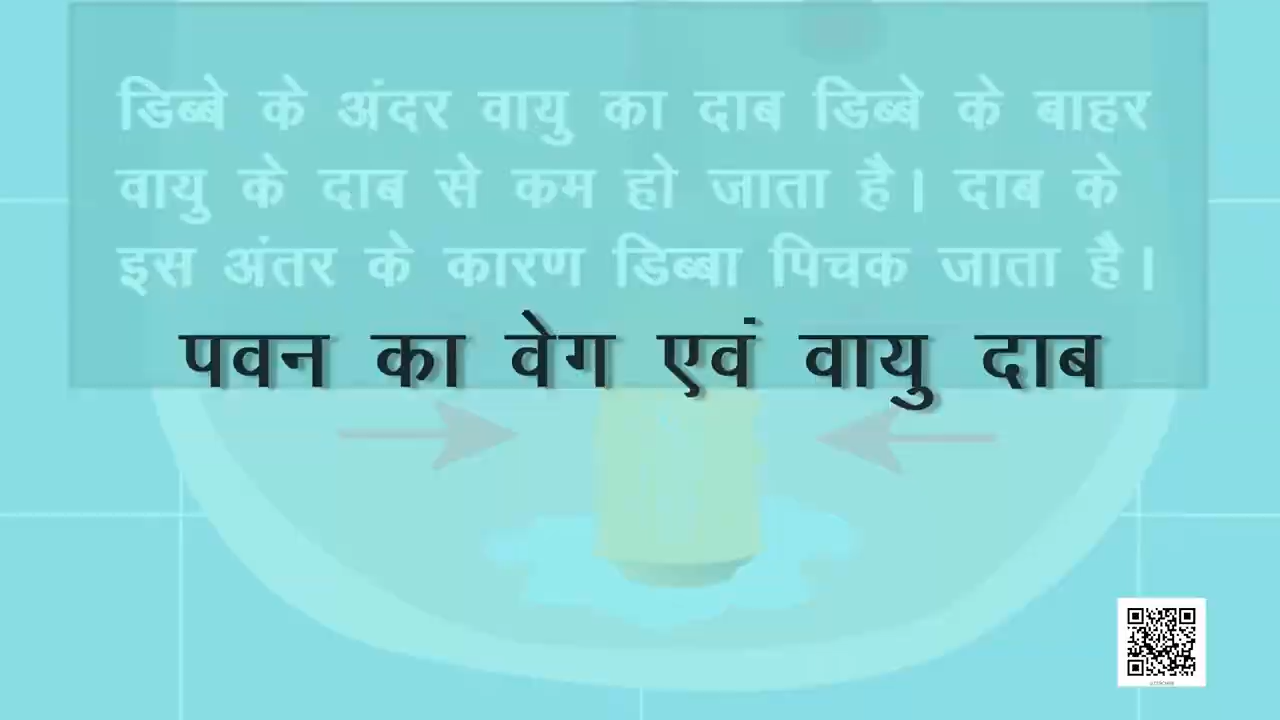 डिब्बे के अंदर वायु का दाब डिब्बे के बाहर
वायु के दाब से कम हो जाता है। दाब के
इस अंतर के कारण डिब्बा पिचक जाता है।
पवन का वेग एवं वायु दाब